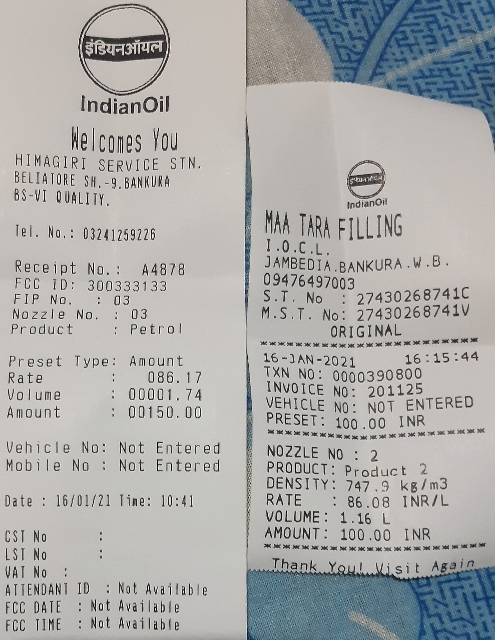 इंडियनऑयल
IndianOil
Welcomes You
HIMAGIRI SERVICE STN.
BELIATORE SH.-9.BANKURA
BS-VI QUALITY.
Tel. No.: 03241259226
Receipt No.: A4878
FCC ID: 300333133
FIP No. : 03
Nozzle No. : 03
Product : Petrol
Preset Type: Amount
Rate : 086.17
Volume : 00001.74
Amount : 00150.00
Vehicle No: Not Entered
Mobile No : Not Entered
Date : 16/01/21 Time: 10:41
CST No :
LST No :
VAT No :
ATTENDANT ID : Not Available
FCC DATE : Not Available
FCC TIME : Not Available
इंडियनऑयल
IndianOil
MAA TARA FILLING
I.O.C.L.
JAMBEDIA.BANKURA.W.B.
09476497003
S.T. No : 27430268741C
M.S.T. No: 27430268741V
ORIGINAL
16-JAN-2021 16:15:44
TXN NO: 0000390800
INVOICE NO: 201125
VEHICLE NO: NOT ENTERED
PRESET: 100.00 INR
NOZZLE NO : 2
PRODUCT: Product 2
DENSITY: 747.9 kg/m3
RATE : 86.08 INR/L
VOLUME: 1.16 L
AMOUNT: 100.00 INR
Thank You! Visit Again